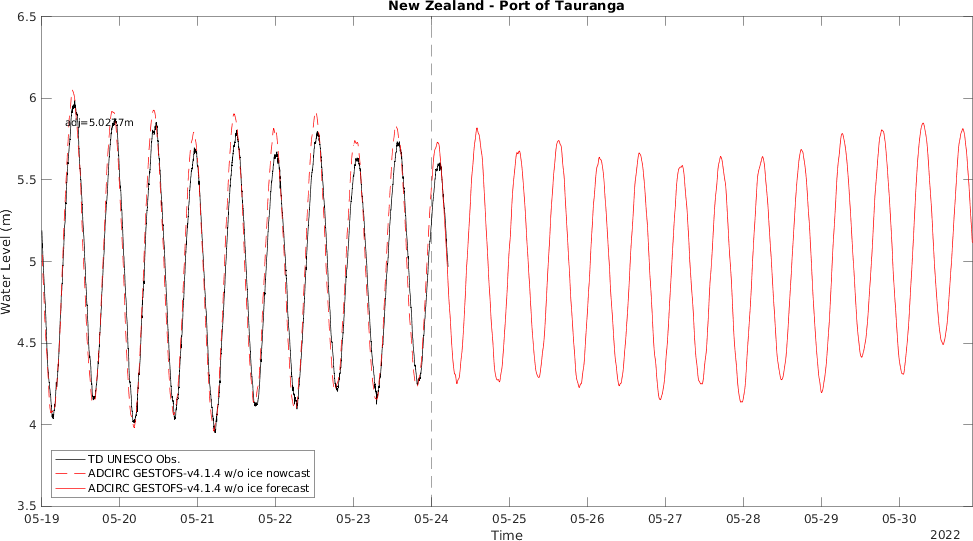 New Zealand - Port of Tauranga
6.5
6
5.5
5
4.5
4
3.5
Water Level (m)
TD UNESCO Obs.
ADCIRC GESTOFS-v4.1.4 w/o ice nowcast
ADCIRC GESTOFS-v4.1.4 w/o ice forecast
05-19 05-20 05-21 05-22 05-23 05-24 05-25 05-26 05-27 05-28 05-29 05-30
Time
2022